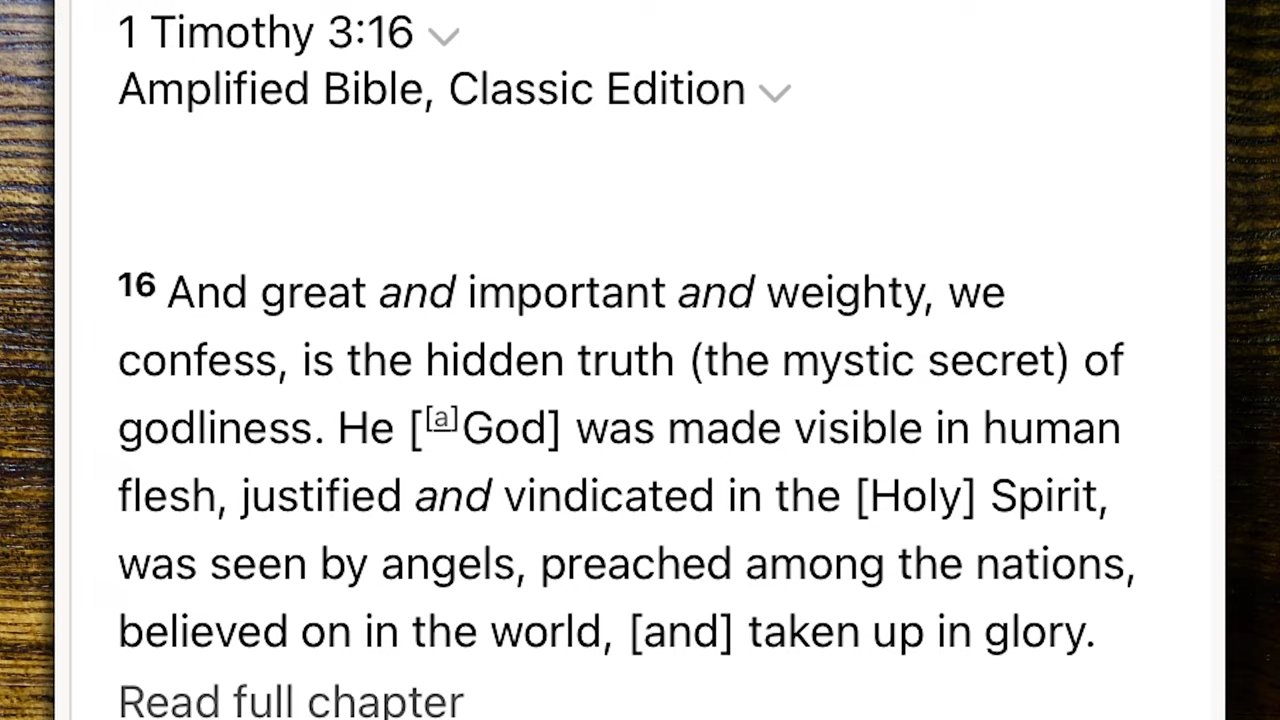 1 Timothy 3:16
Amplified Bible, Classic Edition
16 And great and important and weighty, we
confess, is the hidden truth (the mystic secret) of
godliness. He [[a]God] was made visible in human
flesh, justified and vindicated in the [Holy] Spirit,
was seen by angels, preached among the nations,
believed on in the world, [and] taken up in glory.
Read full chapter